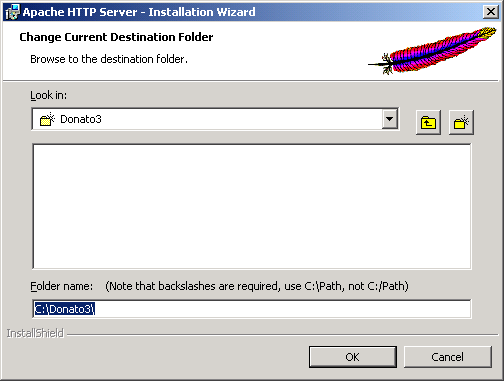 Apache HTTP Server - Installation Wizard
Change Current Destination Folder
Browse to the destination folder.
Look in:
Donato3
Folder name: (Note that backslashes are required, use C:\Path, not C:/Path)
C:\Donato3\
InstallShield
OK Cancel